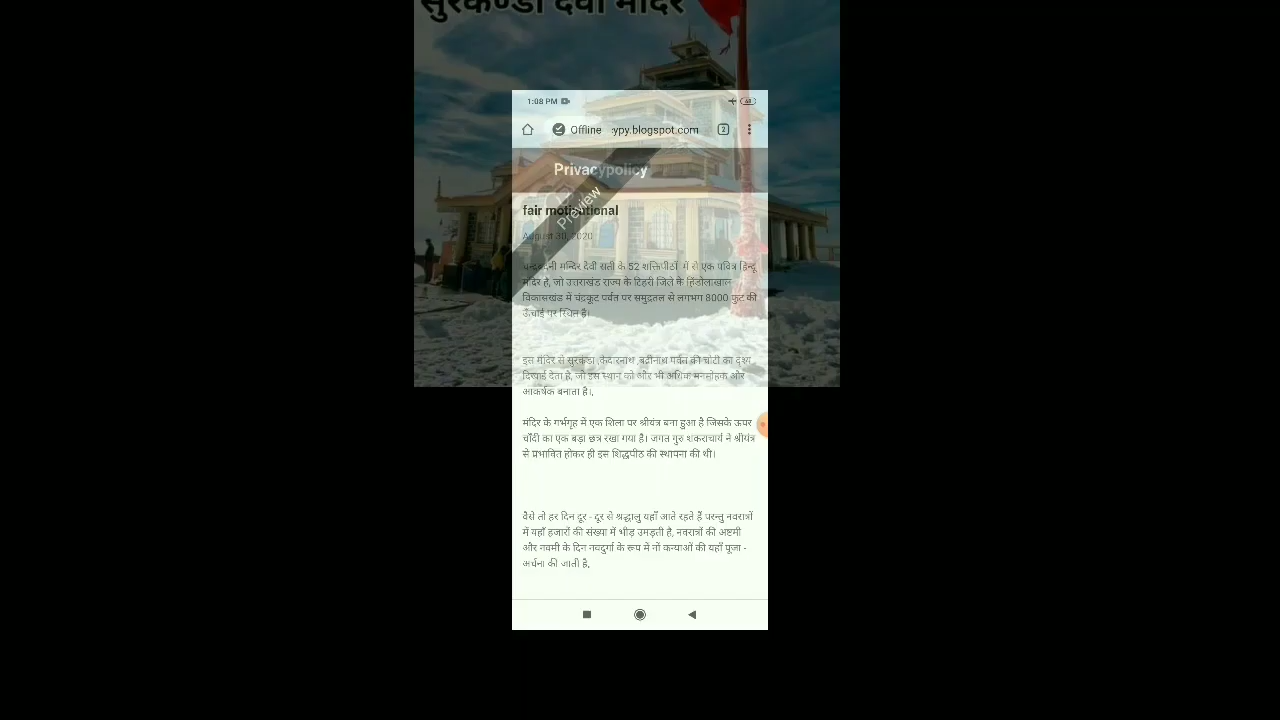 सुरकण्डा देवी मंदिर
1:08 PM 68
Offline :ypy.blogspot.com 2
Privacypolicy
Preview
fair motivational
August 30, 2020
मन्दिर देवी सती के 52 शक्तिपीठों में से एक पवित्र हिन्दू
मंदिर है, जो उत्तराखंड राज्य के टिहरी जिले के हिंडोलाखाल
विकासखंड में चंद्रकूट पर्वत पर समुद्रतल से लगभग 8000 फुट की
ऊँचाई पर स्थित है।
इस मंदिर से सुरकंडा ,केदारनाथ ,बद्रीनाथ पर्वत की चोटी का दृश्य
दिखाई देता है, जो इस स्थान को और भी अधिक मनमोहक और
आकर्षक बनाता है।,
मंदिर के गर्भगृह में एक शिला पर श्रीयंत्र बना हुआ है जिसके ऊपर
चाँदी का एक बड़ा छत्र रखा गया है। जगत गुरु शंकराचार्य ने श्रीयंत्र
से प्रभावित होकर ही इस शिद्धपीठ की स्थापना की थी।
वैसे तो हर दिन दूर - दूर से श्रद्धालु यहाँ आते रहते हैं परन्तु नवरात्रों
में यहाँ हजारों की संख्या में भीड़ उमड़ती है, नवरात्रों की अष्टमी
और नवमी के दिन नवदुर्गा के रूप में नों कन्याओं की यहाँ पूजा -
अर्चना की जाती है,